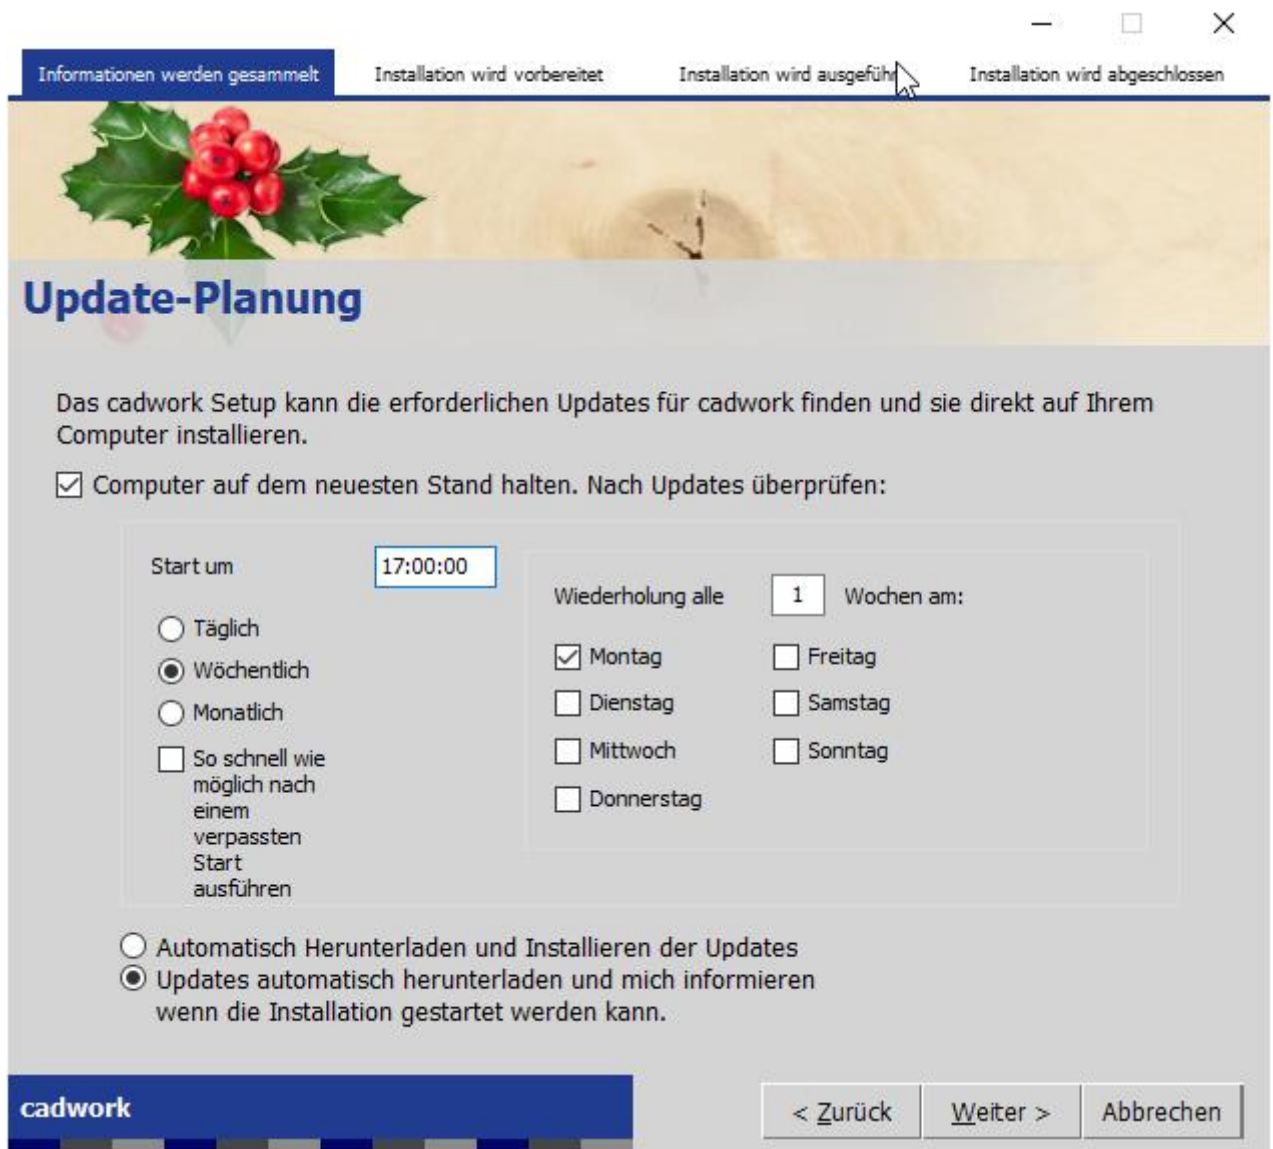 Informationen werden gesammelt Installation wird vorbereitet Installation wird ausgeführ Installation wird abgeschlossen
Update-Planung
Das cadwork Setup kann die erforderlichen Updates für cadwork finden und sie direkt auf Ihrem
Computer installieren.
Computer auf dem neuesten Stand halten. Nach Updates überprüfen:
Start um 17:00:00
Täglich
Wöchentlich
Monatlich
So schnell wie
möglich nach
einem
verpassten
Start
ausführen
Wiederholung alle 1 Wochen am:
Montag Freitag
Dienstag Samstag
Mittwoch Sonntag
Donnerstag
Automatisch Herunterladen und Installieren der Updates
Updates automatisch herunterladen und mich informieren
wenn die Installation gestartet werden kann.
cadwork
< Zurück Weiter > Abbrechen